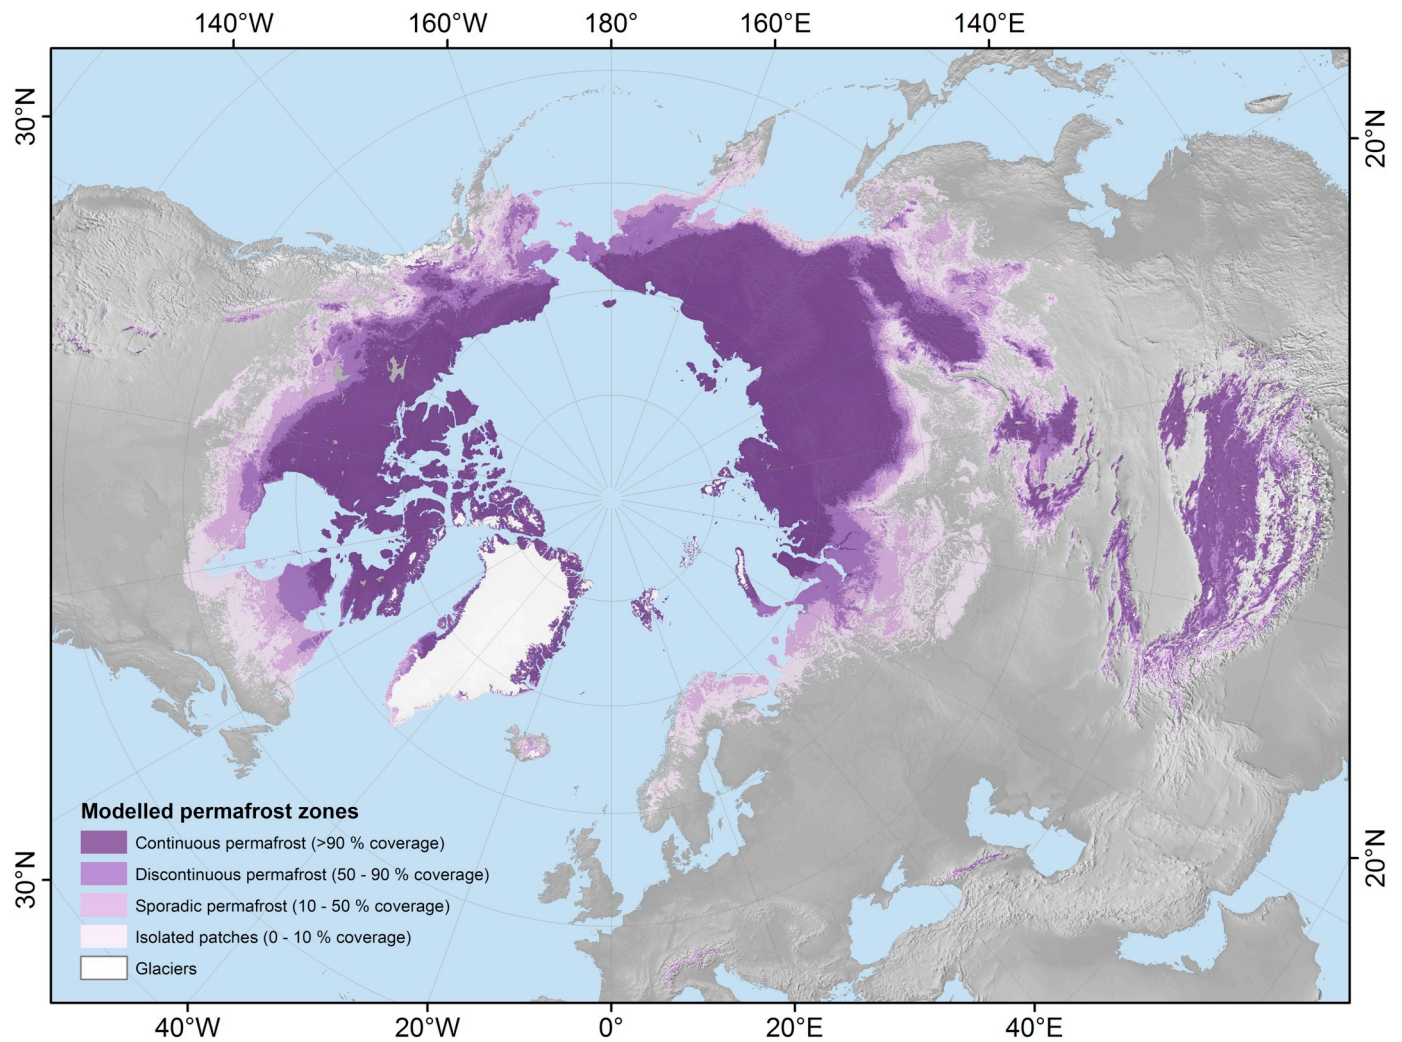 140°W 160°W 180° 160°E 140°E
30°N
20°N
Modelled permafrost zones
Continuous permafrost (>90 % coverage)
Discontinuous permafrost (50 - 90 % coverage)
Sporadic permafrost (10 - 50 % coverage)
Isolated patches (0 - 10 % coverage)
Glaciers
30°N
20°N
40°W 20°W 0° 20°E 40°E